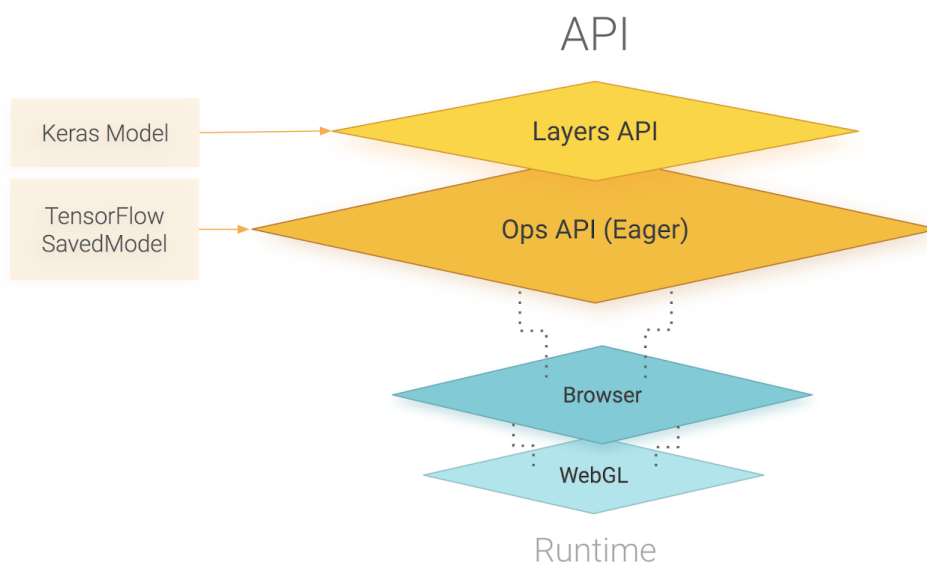 API
Keras Model
Layers API
TensorFlow
SavedModel
Ops API (Eager)
Browser
WebGL
Runtime